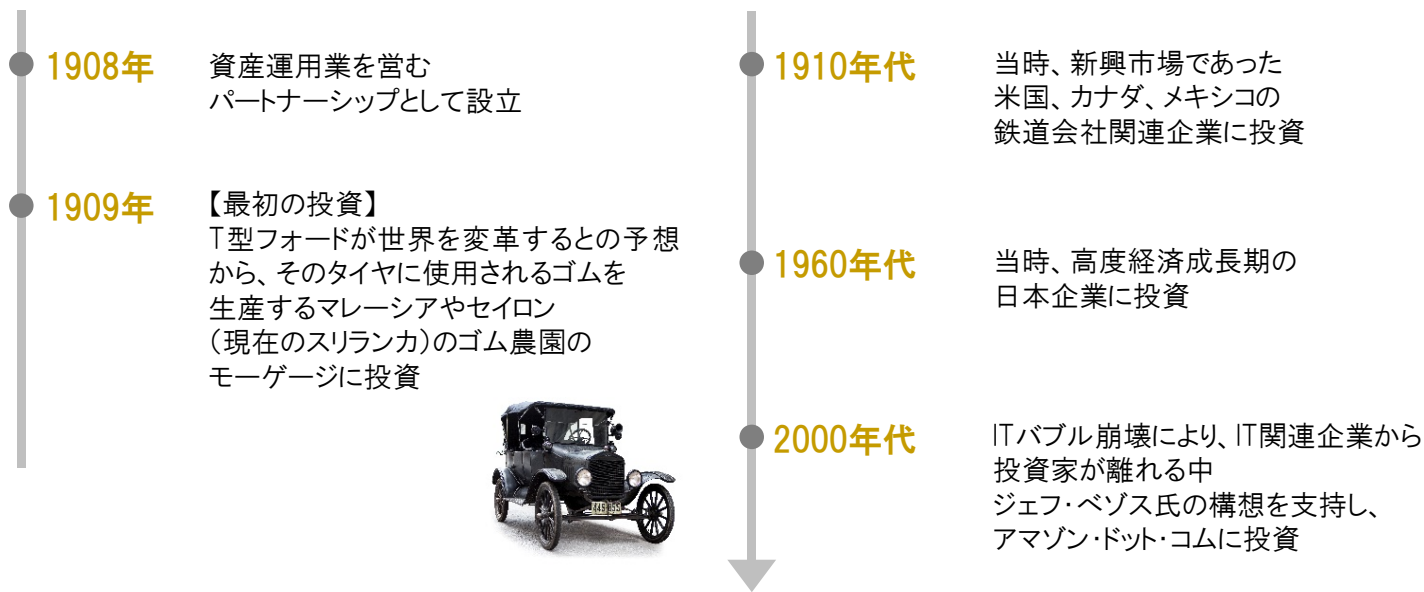 1908年
資産運用業を営む
パートナーシップとして設立
1909年
【最初の投資】
T型フォードが世界を変革するとの予想
から、そのタイヤに使用されるゴムを
生産するマレーシアやセイロン
（現在のスリランカ）のゴム農園の
モーゲージに投資
1910年代
当時、新興市場であった
米国、カナダ、メキシコの
鉄道会社関連企業に投資
1960年代
当時、高度経済成長期の
日本企業に投資
2000年代
ITバブル崩壊により、IT関連企業から
投資家が離れる中
ジェフ・ベゾス氏の構想を支持し、
アマゾン・ドット・コムに投資